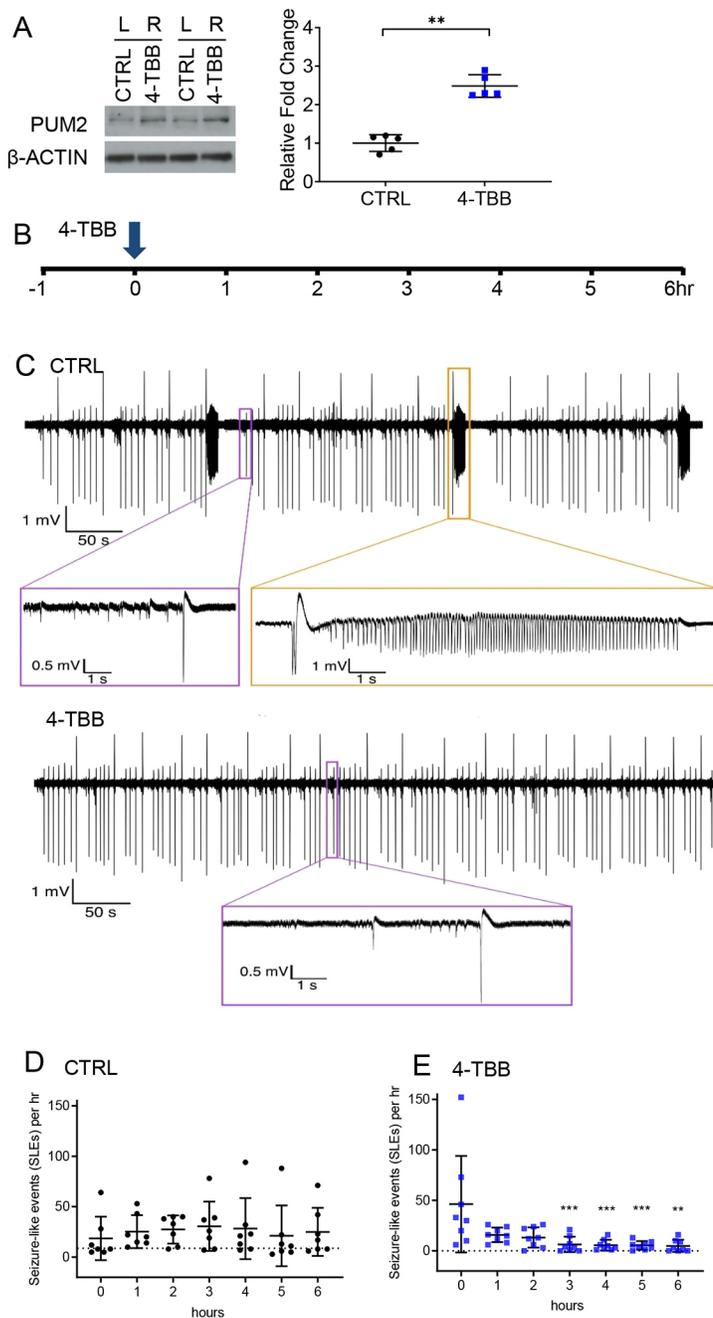 A
L R L R
CTRL 4-TBB CTRL 4-TBB
PUM2
β-ACTIN
Relative Fold Change
4
3
2
1
0
**
CTRL 4-TBB
B
4-TBB
-1 0 1 2 3 4 5 6hr
C
CTRL
1 mV
50 s
0.5 mV
1 s
1 mV
1 s
4-TBB
1 mV
50 s
0.5 mV
1 s
D CTRL
Seizure-like events (SLEs) per hr
150
100
50
0
0 1 2 3 4 5 6
hours
E 4-TBB
Seizure-like events (SLEs) per hr
150
100
50
0
*** *** *** **
0 1 2 3 4 5 6
hours